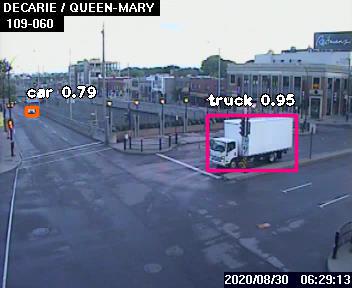 DECARIE / QUEEN-MARY
109-060
car 0.79
truck 0.95
2020/08/30 06:29:13